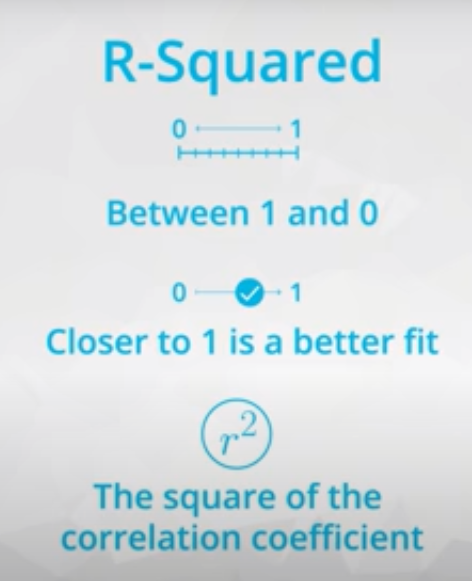 R-Squared
0 1
Between 1 and 0
0 1
Closer to 1 is a better fit
r²
The square of the
correlation coefficient